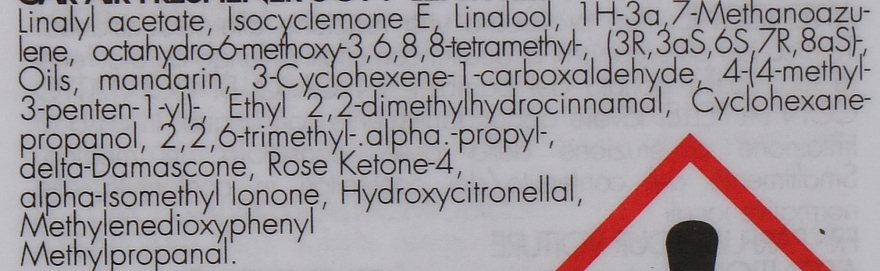 Linalyl acetate, Isocyclemone E, Linalool, 1H-3a,7-Methanoazu-
lene, octahydro-6-methoxy-3,6,8,8-tetramethyl-, (3R,3aS,6S,7R,8aS)-,
Oils, mandarin, 3-Cyclohexene-1-carboxaldehyde, 4-(4-methyl-
3-penten-1-yl)-, Ethyl 2,2-dimethylhydrocinnamal, Cyclohexane-
propanol, 2,2,6-trimethyl-.alpha.-propyl-,
delta-Damascone, Rose Ketone-4,
alpha-Isomethyl Ionone, Hydroxycitronellal,
Methylenedioxyphenyl
Methylpropanal.